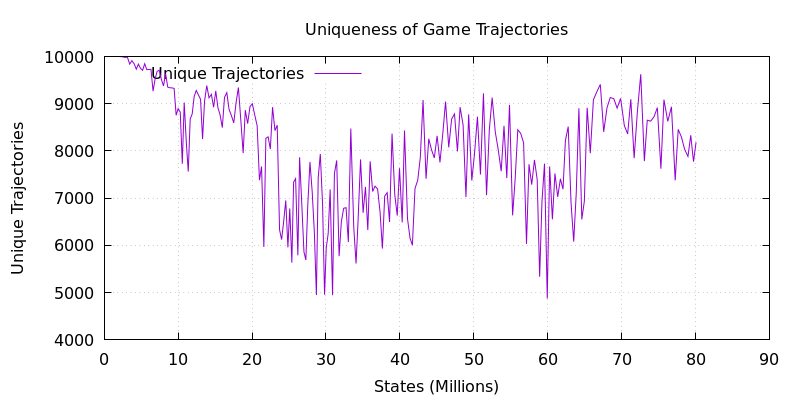 Uniqueness of Game Trajectories
10000
9000
8000
7000
6000
5000
4000
Unique Trajectories
Unique Trajectories
0 10 20 30 40 50 60 70 80 90
States (Millions)